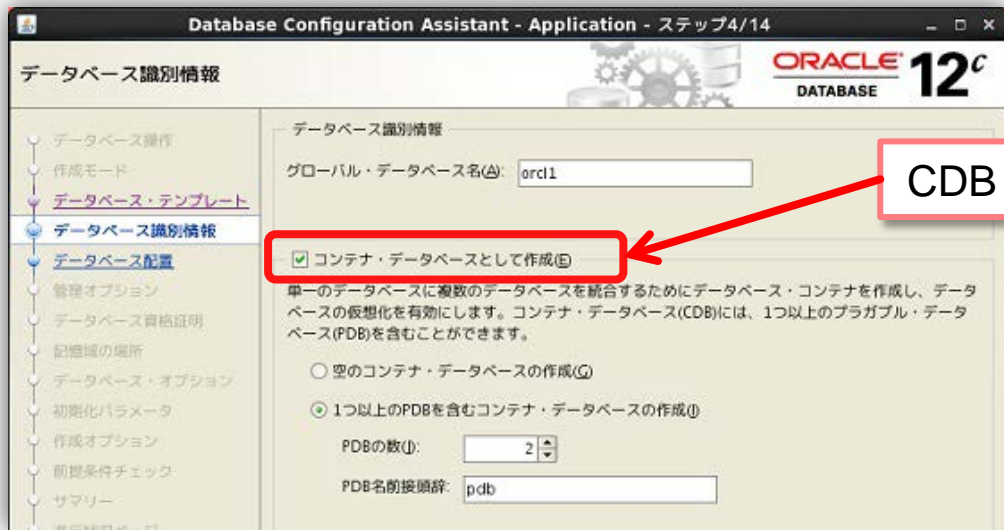 Database Configuration Assistant - Application - ステップ4/14
データベース識別情報
ORACLE 12c
DATABASE
データベース操作
作成モード
データベース・テンプレート
データベース識別情報
データベース配置
管理オプション
データベース資格証明
記憶域の場所
データベース・オプション
初期化パラメータ
作成オプション
前提条件チェック
サマリー
データベース識別情報
グローバル・データベース名(A): orcl1
CDB
コンテナ・データベースとして作成(E)
単一のデータベースに複数のデータベースを統合するためにデータベース・コンテナを作成し、データ
ベースの仮想化を有効にします。コンテナ・データベース(CDB)には、1つ以上のプラガブル・データ
ベース(PDB)を含むことができます。
空のコンテナ・データベースの作成(G)
1つ以上のPDBを含むコンテナ・データベースの作成(I)
PDBの数(J): 2
PDB名前接頭辞: pdb